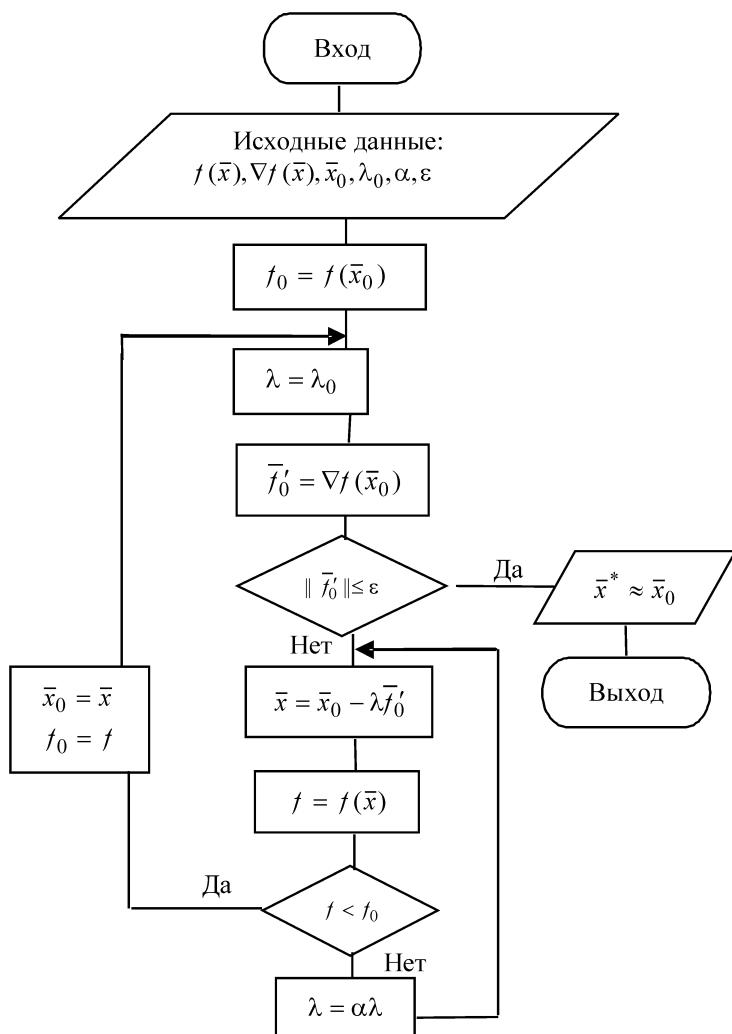 Вход
Исходные данные:
f(x̄), ∇f(x̄), x̄₀, λ₀, α, ε
f₀ = f(x̄₀)
λ = λ₀
f̄₀′ = ∇f(x̄₀)
‖ f̄₀′ ‖≤ ε
Да
x̄* ≈ x̄₀
Нет
Выход
x̄ = x̄₀ − λf̄₀′
x̄₀ = x̄
f₀ = f
f = f(x̄)
Да
f < f₀
Нет
λ = αλ